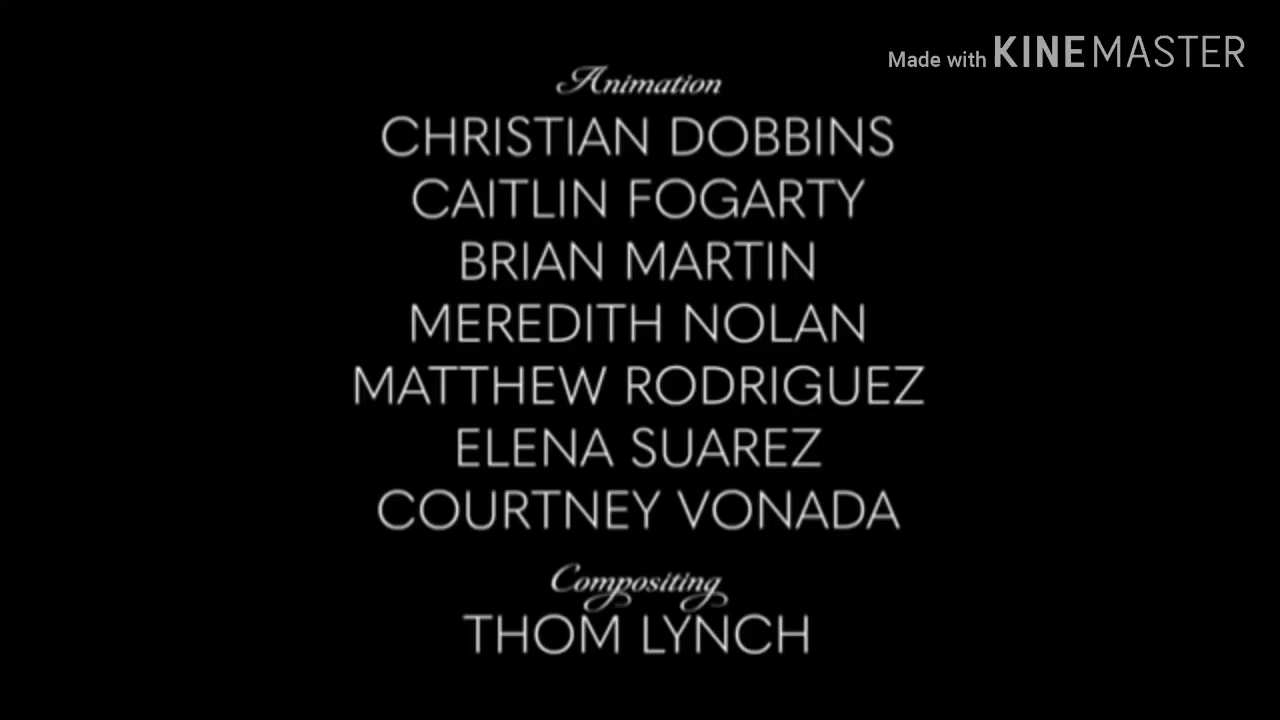 Made with KINEMASTER
Animation
CHRISTIAN DOBBINS
CAITLIN FOGARTY
BRIAN MARTIN
MEREDITH NOLAN
MATTHEW RODRIGUEZ
ELENA SUAREZ
COURTNEY VONADA
Compositing
THOM LYNCH